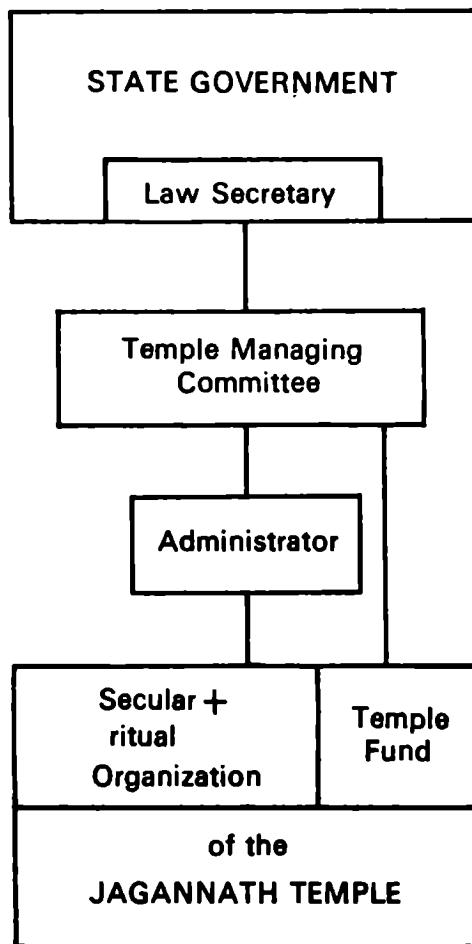 STATE GOVERNMENT
Law Secretary
Temple Managing
Committee
Administrator
Secular +
ritual
Organization
Temple
Fund
of the
JAGANNATH TEMPLE